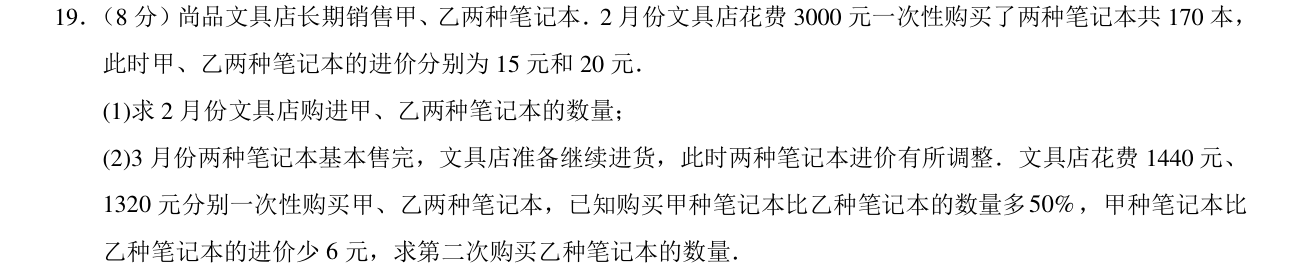 19.（8 分）尚品文具店长期销售甲、乙两种笔记本．2 月份文具店花费 3000 元一次性购买了两种笔记本共 170 本，
此时甲、乙两种笔记本的进价分别为 15 元和 20 元．
(1)求 2 月份文具店购进甲、乙两种笔记本的数量；
(2)3 月份两种笔记本基本售完，文具店准备继续进货，此时两种笔记本进价有所调整．文具店花费 1440 元、
1320 元分别一次性购买甲、乙两种笔记本，已知购买甲种笔记本比乙种笔记本的数量多50%，甲种笔记本比
乙种笔记本的进价少 6 元，求第二次购买乙种笔记本的数量．